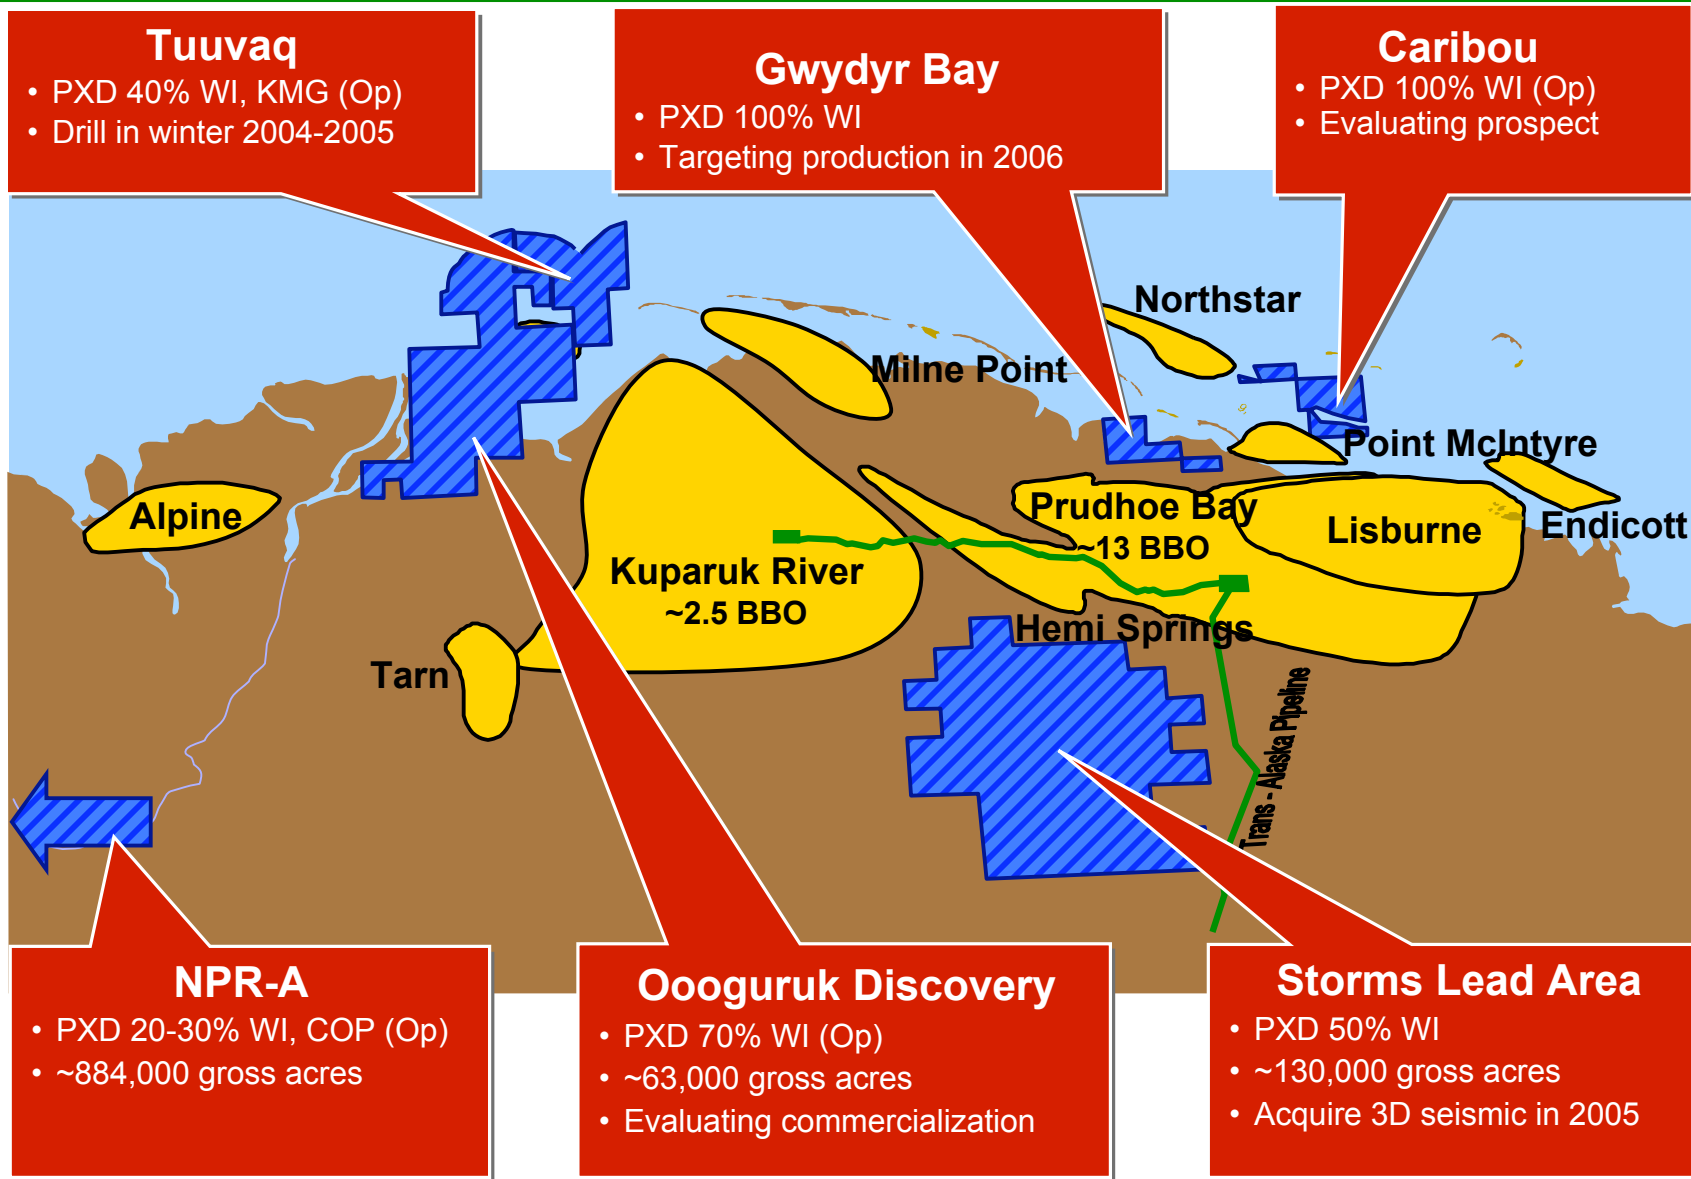 Tuuvaq
• PXD 40% WI, KMG (Op)
• Drill in winter 2004-2005
Gwydyr Bay
• PXD 100% WI
• Targeting production in 2006
Caribou
• PXD 100% WI (Op)
• Evaluating prospect
Northstar
Milne Point
Point McIntyre
Alpine
Prudhoe Bay
~13 BBO
Lisburne
Endicott
Kuparuk River
~2.5 BBO
Hemi Springs
Tarn
Trans - Alaska Pipeline
NPR-A
• PXD 20-30% WI, COP (Op)
• ~884,000 gross acres
Oooguruk Discovery
• PXD 70% WI (Op)
• ~63,000 gross acres
• Evaluating commercialization
Storms Lead Area
• PXD 50% WI
• ~130,000 gross acres
• Acquire 3D seismic in 2005